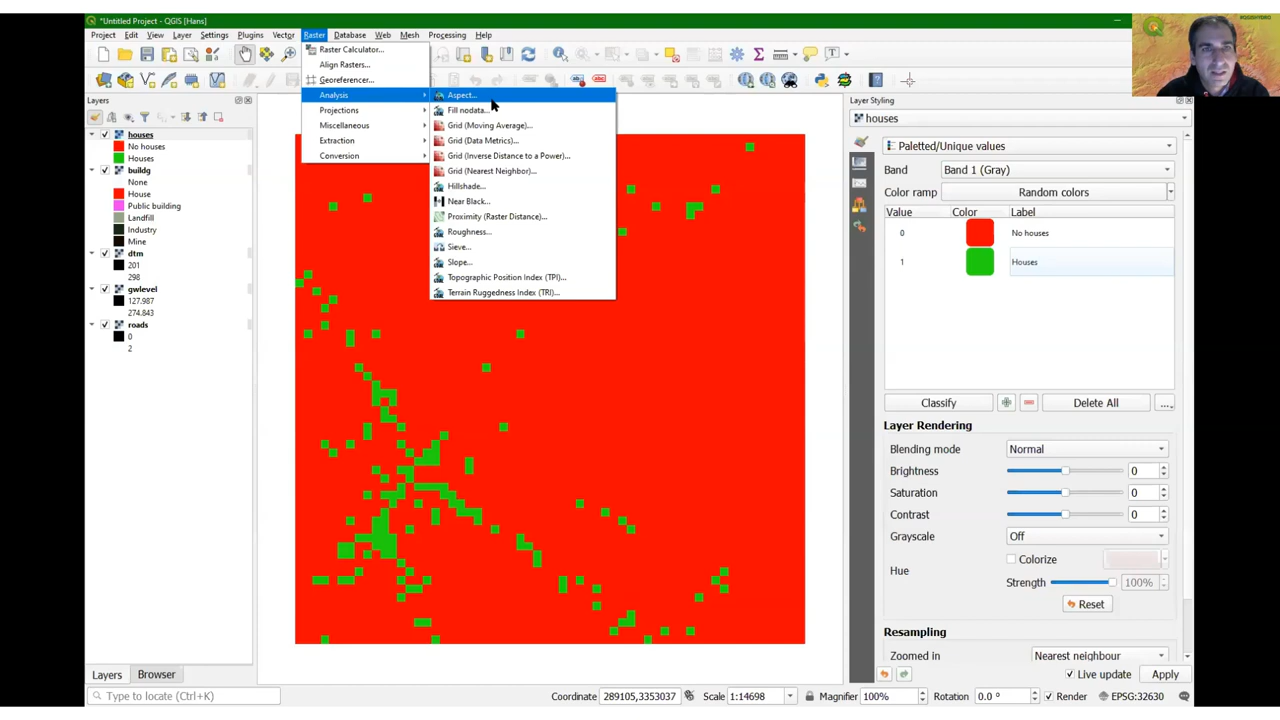 *Untitled Project - QGIS [Hans]
Project Edit View Layer Settings Plugins Vector Raster Database Web Mesh Processing Help
Raster Calculator...
Align Rasters...
Georeferencer...
Analysis
Projections
Miscellaneous
Extraction
Conversion
Aspect...
Fill nodata...
Grid (Moving Average)...
Grid (Data Metrics)...
Grid (Inverse Distance to a Power)...
Grid (Nearest Neighbor)...
Hillshade...
Near Black...
Proximity (Raster Distance)...
Roughness...
Sieve...
Slope...
Topographic Position Index (TPI)...
Terrain Ruggedness Index (TRI)...
Layers
houses
No houses
Houses
buildg
None
House
Public building
Landfill
Industry
Mine
dtm
201
298
gwlevel
127.987
274.843
roads
0
2
Layers Browser
Layer Styling
houses
Paletted/Unique values
Band Band 1 (Gray)
Color ramp Random colors
Value Color Label
0 No houses
1 Houses
Classify Delete All ...
Layer Rendering
Blending mode Normal
Brightness 0
Saturation 0
Contrast 0
Grayscale Off
Hue Colorize
Strength 100%
Reset
Resampling
Zoomed in Nearest neighbour
Live update Apply
Type to locate (Ctrl+K) Coordinate 289105,3353037 Scale 1:14698 Magnifier 100% Rotation 0.0 ° Render EPSG:32630